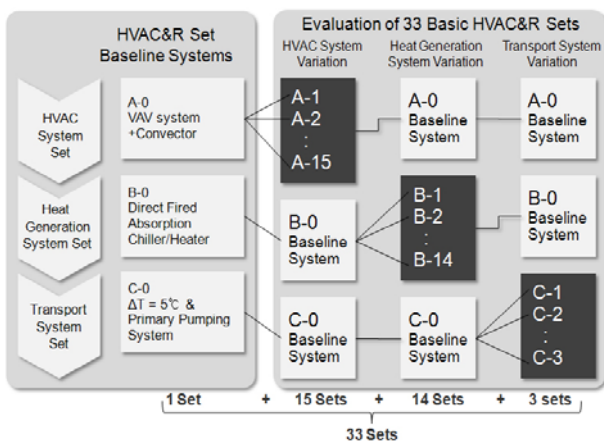 HVAC&R Set
Baseline Systems
Evaluation of 33 Basic HVAC&R Sets
HVAC System
Variation
Heat Generation
System Variation
Transport System
Variation
HVAC
System
Set
A-0
VAV system
+Convector
A-1
A-2
:
A-15
A-0
Baseline
System
A-0
Baseline
System
Heat
Generation
System Set
B-0
Direct Fired
Absorption
Chiller/Heater
B-0
Baseline
System
B-1
B-2
:
B-14
B-0
Baseline
System
Transport
System
Set
C-0
ΔT = 5℃ &
Primary Pumping
System
C-0
Baseline
System
C-0
Baseline
System
C-1
C-2
:
C-3
1 Set + 15 Sets + 14 Sets + 3 sets
33 Sets